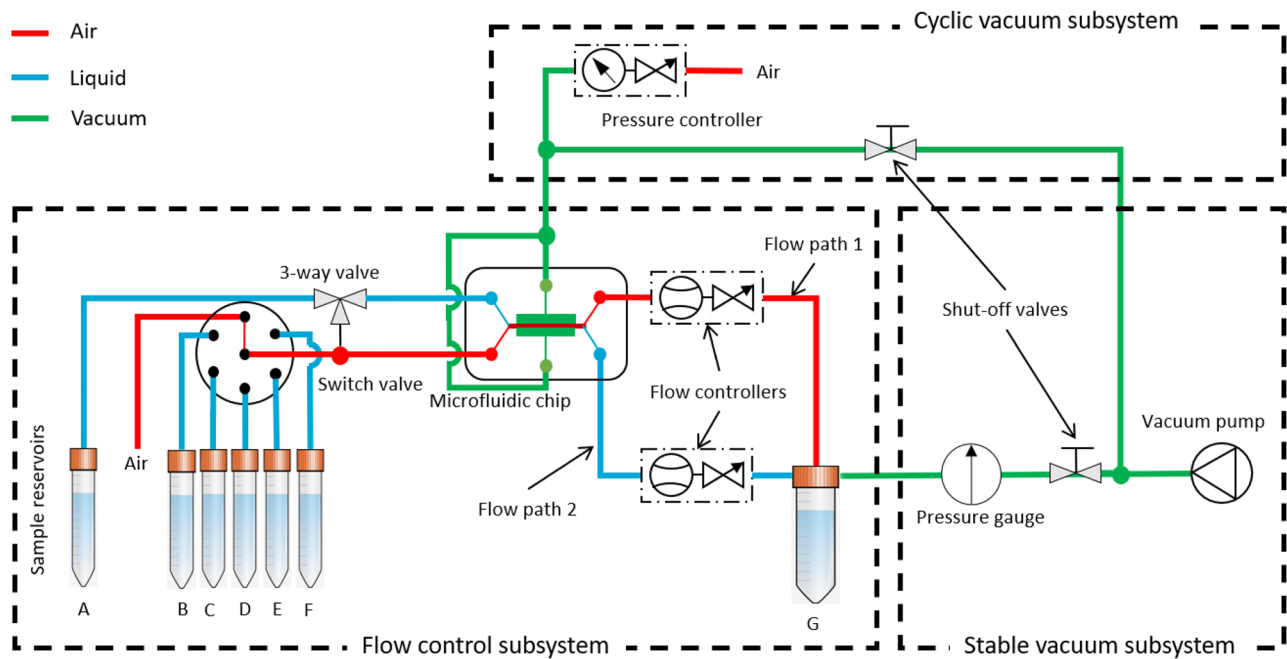 Cyclic vacuum subsystem
Air
Liquid
Vacuum
Air
Pressure controller
3-way valve
Flow path 1
Shut-off valves
Switch valve
Microfluidic chip
Flow controllers
Vacuum pump
Sample reservoirs
Air
Flow path 2
Pressure gauge
A
B
C
D
E
F
G
Flow control subsystem
Stable vacuum subsystem